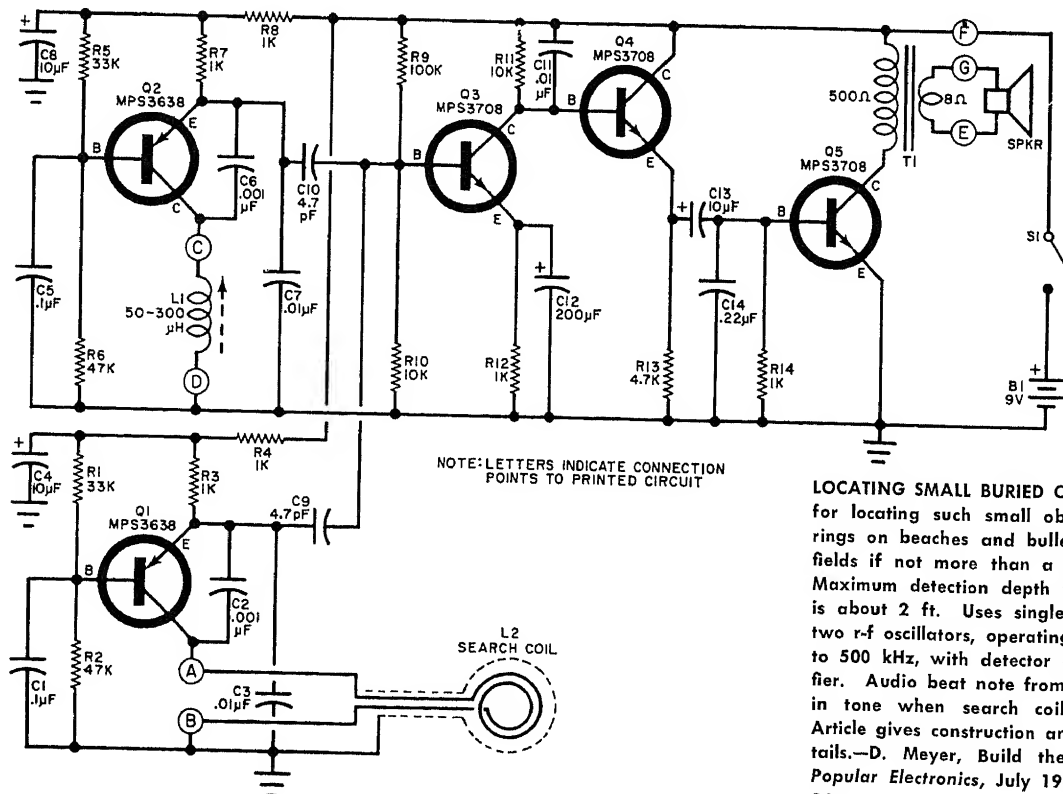 C8
10µF
R5
33K
R7
1K
R8
1K
Q2
MPS3638
B
E
C
C6
.001
µF
C10
4.7
pF
C5
.1µF
C
L1
50-300
µH
D
C7
.01µF
R6
47K
R9
100K
R10
10K
R11
10K
C11
.01
µF
Q3
MPS3708
B
C
E
R12
1K
C12
200µF
Q4
MPS3708
B
C
E
R13
4.7K
C13
10µF
C14
.22µF
R14
1K
Q5
MPS3708
B
C
E
500Ω
T1
8Ω
F
G
E
SPKR
S1
B1
9V
C4
10µF
R1
33K
R3
1K
R4
1K
Q1
MPS3638
B
E
C2
.001
µF
C9
4.7pF
C1
.1µF
R2
47K
A
B
C3
.01µF
L2
SEARCH COIL
NOTE: LETTERS INDICATE CONNECTION
POINTS TO PRINTED CIRCUIT
LOCATING SMALL BURIED
for locating such small
rings on beaches and
fields if not more than a
Maximum detection depth
is about 2 ft. Uses single
two r-f oscillators, operating
to 500 kHz, with detector
fier. Audio beat note from
in tone when search coil
Article gives construction
tails.—D. Meyer, Build the
Popular Electronics, July